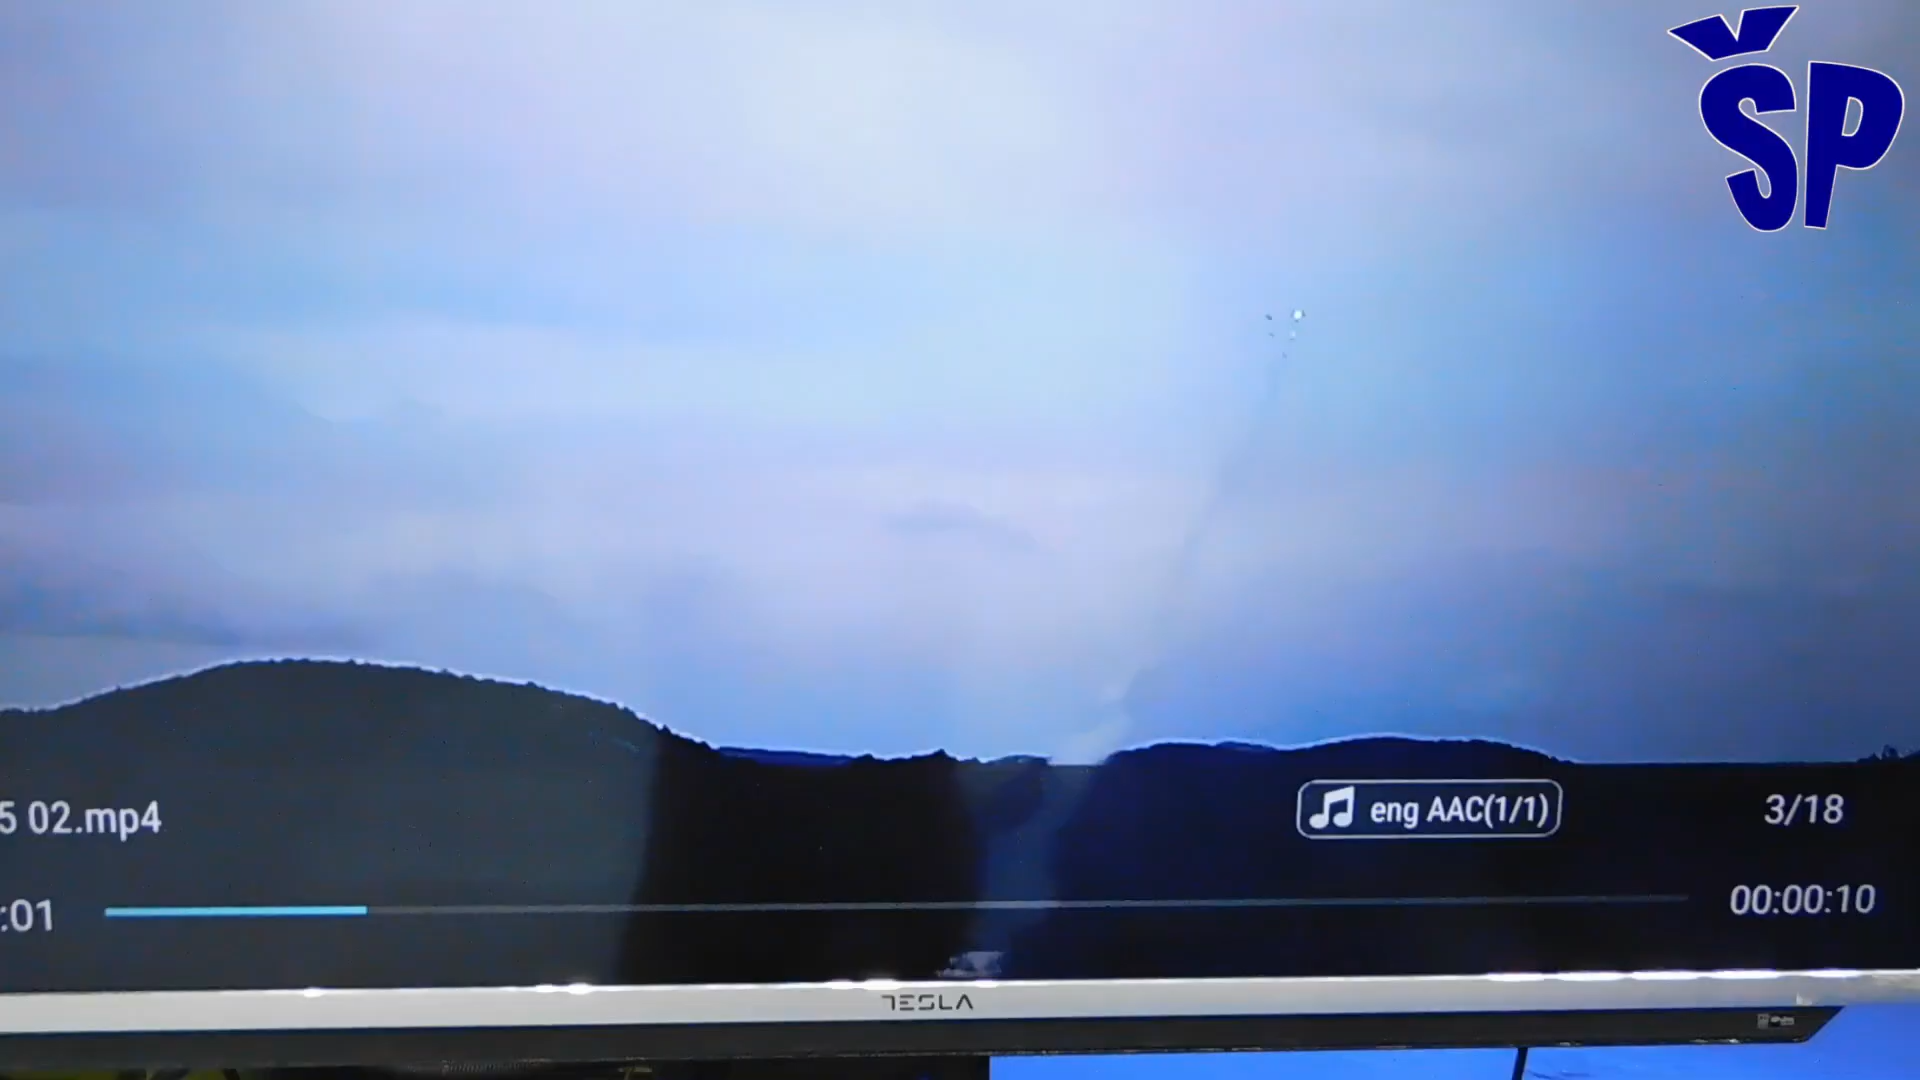 ŠP
5 02.mp4
eng AAC(1/1)
3/18
:01
00:00:10
TESLA